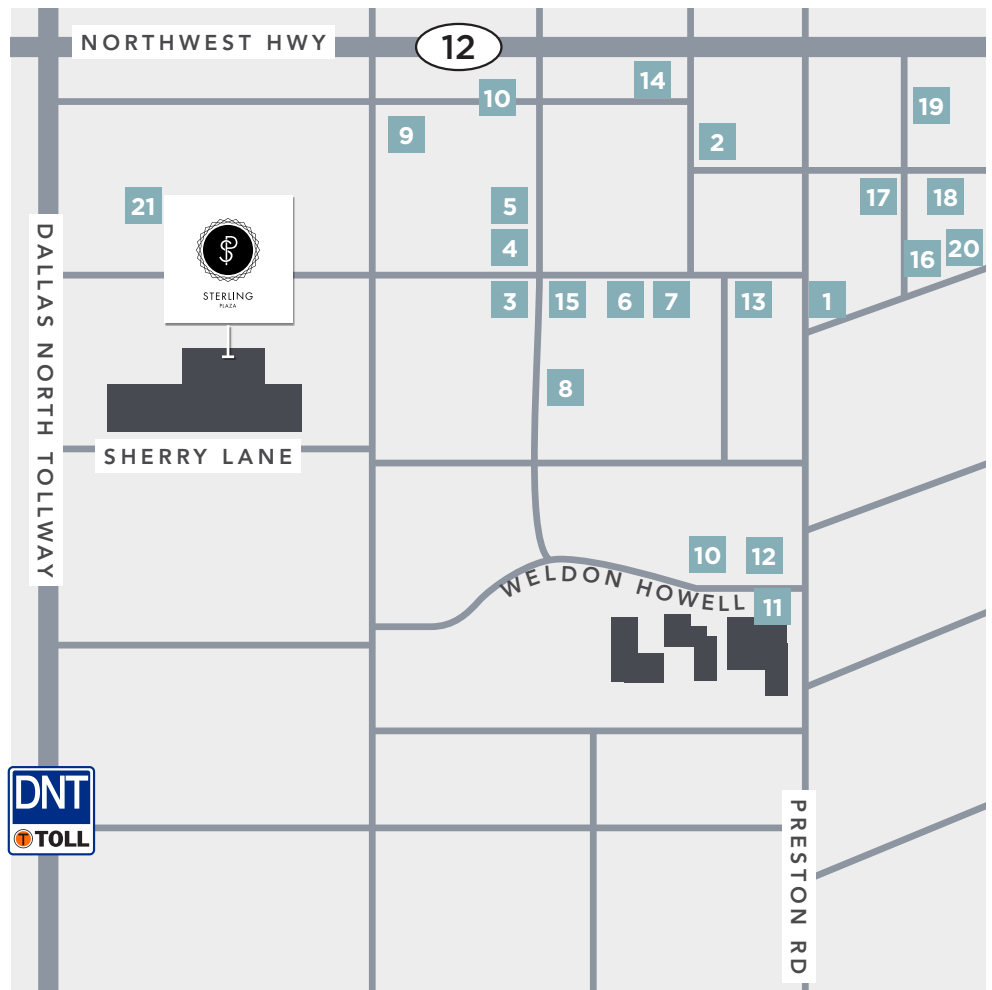 NORTHWEST HWY
12
14
10
19
9
2
21
5
17
18
4
16
20
STERLING
PLAZA
3
15
6
7
13
1
DALLAS NORTH TOLLWAY
8
SHERRY LANE
10
12
WELDON HOWELL
11
DNT
TOLL
PRESTON RD